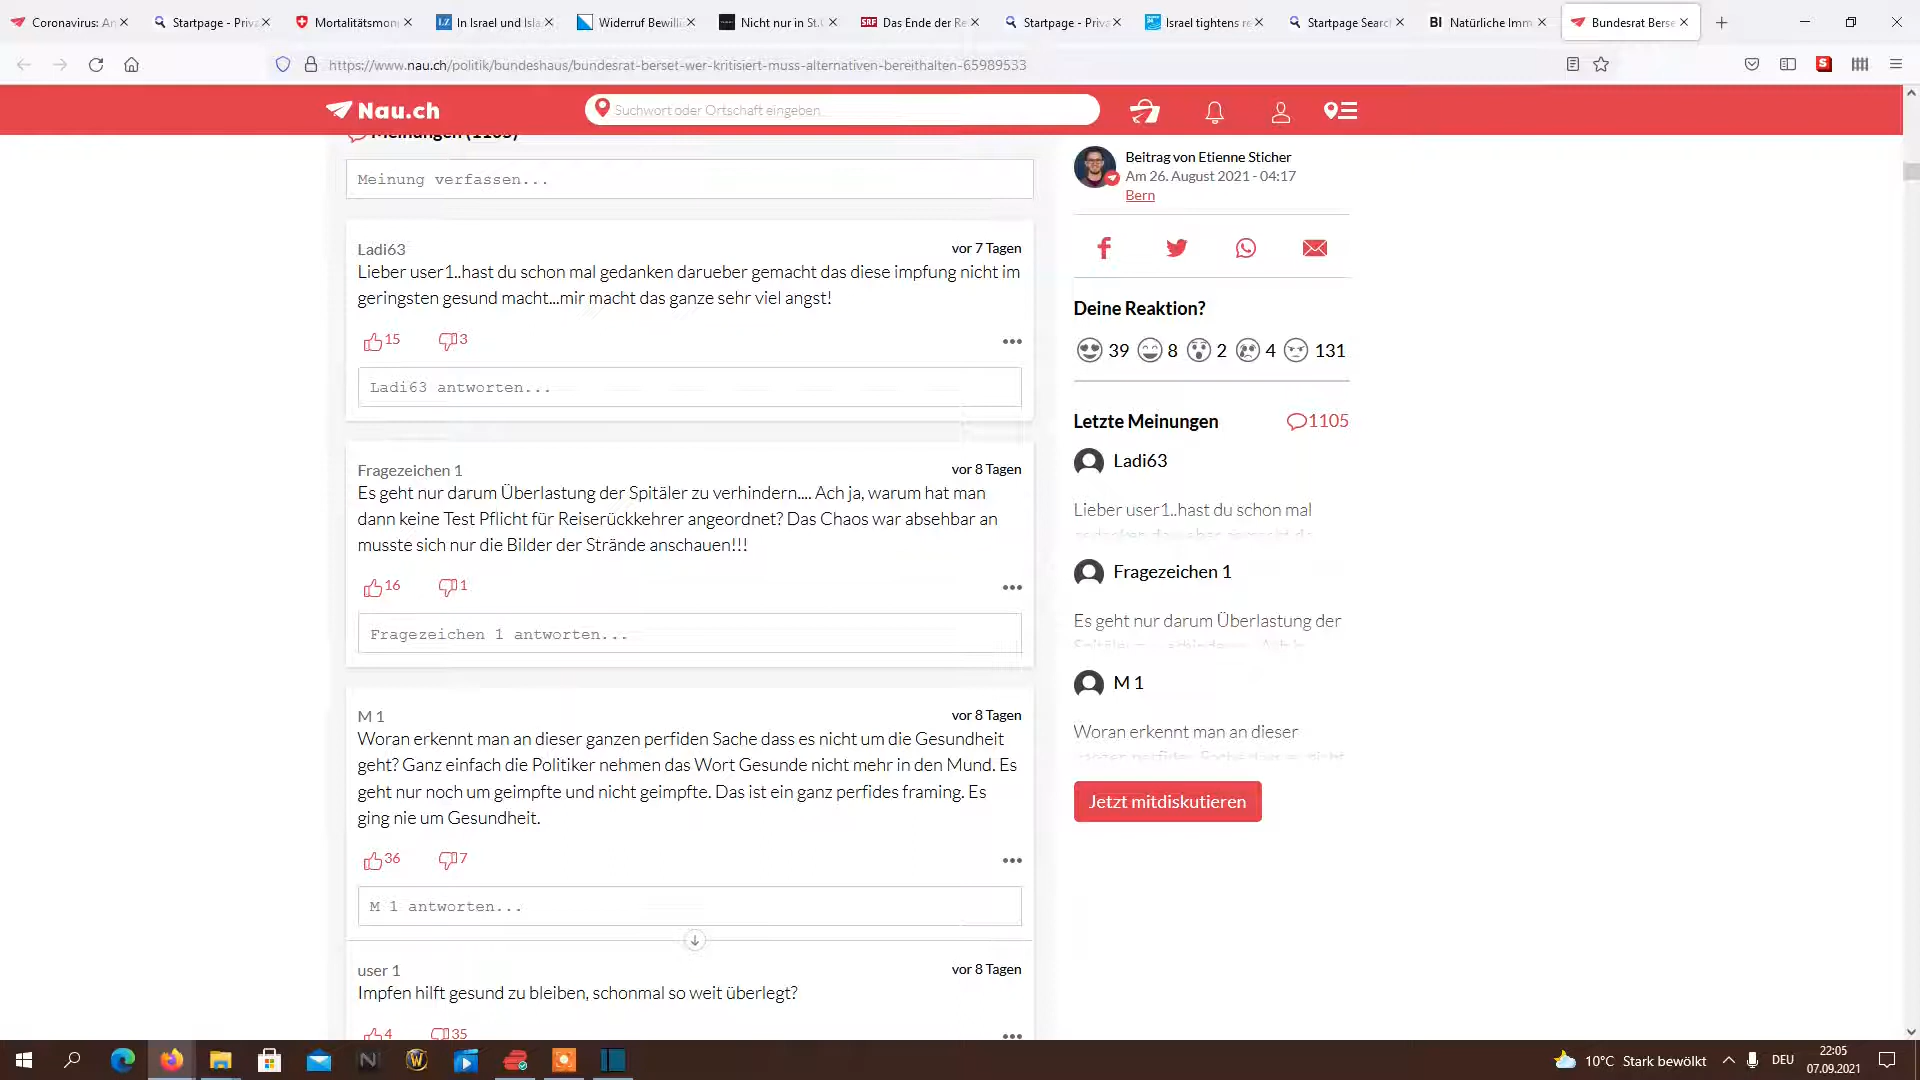 Coronavirus: An
Startpage - Priva
Mortalitätsmon
In Israel und Isla
Widerruf Bewilli
Nicht nur in St.
Das Ende der Re
Startpage - Priva
Israel tightens re
Startpage Searc
BI Natürliche Imm
Bundesrat Berse
https://www.nau.ch/politik/bundeshaus/bundesrat-berset-wer-kritisiert-muss-alternativen-bereithalten-65989533
Nau.ch
Suchwort oder Ortschaft eingeben
Meinungen (1105)
Meinung verfassen...
Ladi63
vor 7 Tagen
Lieber user1..hast du schon mal gedanken darueber gemacht das diese impfung nicht im
geringsten gesund macht...mir macht das ganze sehr viel angst!
15 3
Ladi63 antworten...
Fragezeichen 1
vor 8 Tagen
Es geht nur darum Überlastung der Spitäler zu verhindern.... Ach ja, warum hat man
dann keine Test Pflicht für Reiserückkehrer angeordnet? Das Chaos war absehbar an
musste sich nur die Bilder der Strände anschauen!!!
16 1
Fragezeichen 1 antworten...
M 1
vor 8 Tagen
Woran erkennt man an dieser ganzen perfiden Sache dass es nicht um die Gesundheit
geht? Ganz einfach die Politiker nehmen das Wort Gesunde nicht mehr in den Mund. Es
geht nur noch um geimpfte und nicht geimpfte. Das ist ein ganz perfides framing. Es
ging nie um Gesundheit.
36 7
M 1 antworten...
user 1
vor 8 Tagen
Impfen hilft gesund zu bleiben, schonmal so weit überlegt?
4 35
Beitrag von Etienne Sticher
Am 26. August 2021 - 04:17
Bern
Deine Reaktion?
39 8 2 4 131
Letzte Meinungen
1105
Ladi63
Lieber user1..hast du schon mal
Fragezeichen 1
Es geht nur darum Überlastung der
M 1
Woran erkennt man an dieser
Jetzt mitdiskutieren
10°C Stark bewölkt
DEU
22:05
07.09.2021